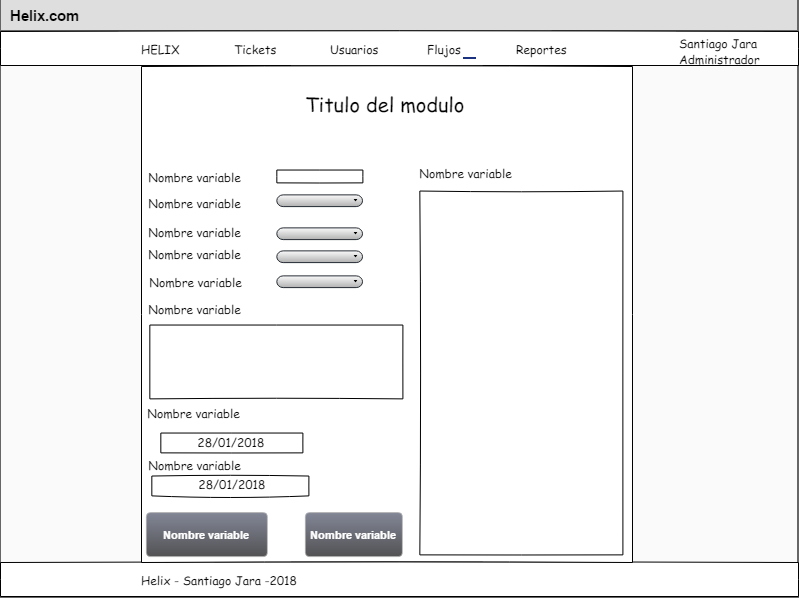 Helix.com
HELIX Tickets Usuarios Flujos Reportes
Santiago Jara
Administrador
Titulo del modulo
Nombre variable
Nombre variable
Nombre variable
Nombre variable
Nombre variable
Nombre variable
Nombre variable
28/01/2018
Nombre variable
28/01/2018
Nombre variable
Nombre variable
Nombre variable
Helix - Santiago Jara -2018